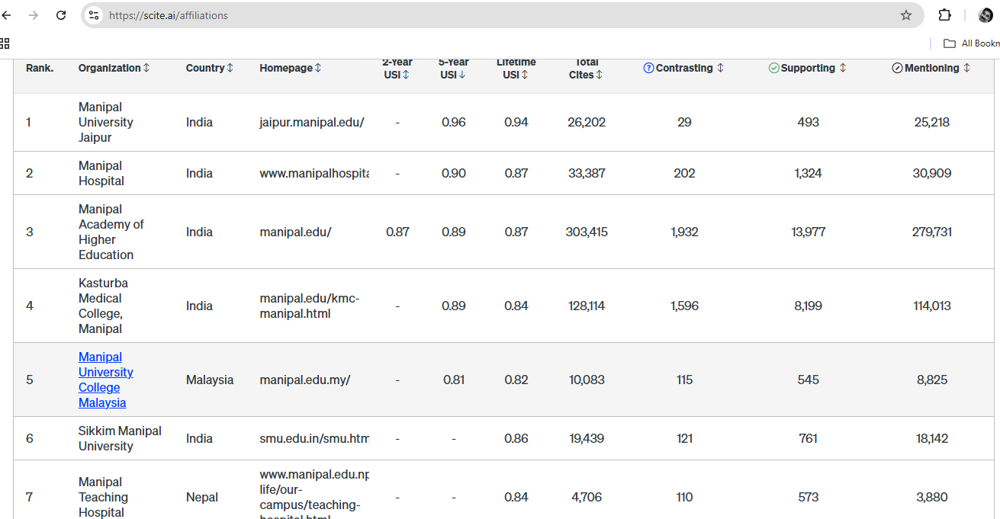 https://scite.ai/affiliations
All Bookm
Rank. Organization Country Homepage 2-Year USI 5-Year USI Lifetime USI Total Cites Contrasting Supporting Mentioning
1 Manipal University Jaipur India jaipur.manipal.edu/ - 0.96 0.94 26,202 29 493 25,218
2 Manipal Hospital India www.manipalhospita - 0.90 0.87 33,387 202 1,324 30,909
3 Manipal Academy of Higher Education India manipal.edu/ 0.87 0.89 0.87 303,415 1,932 13,977 279,731
4 Kasturba Medical College, Manipal India manipal.edu/kmc-manipal.html - 0.89 0.84 128,114 1,596 8,199 114,013
5 Manipal University College Malaysia Malaysia manipal.edu.my/ - 0.81 0.82 10,083 115 545 8,825
6 Sikkim Manipal University India smu.edu.in/smu.htm - - 0.86 19,439 121 761 18,142
7 Manipal Teaching Hospital Nepal www.manipal.edu.np life/our-campus/teaching-hospital.html - - 0.84 4,706 110 573 3,880